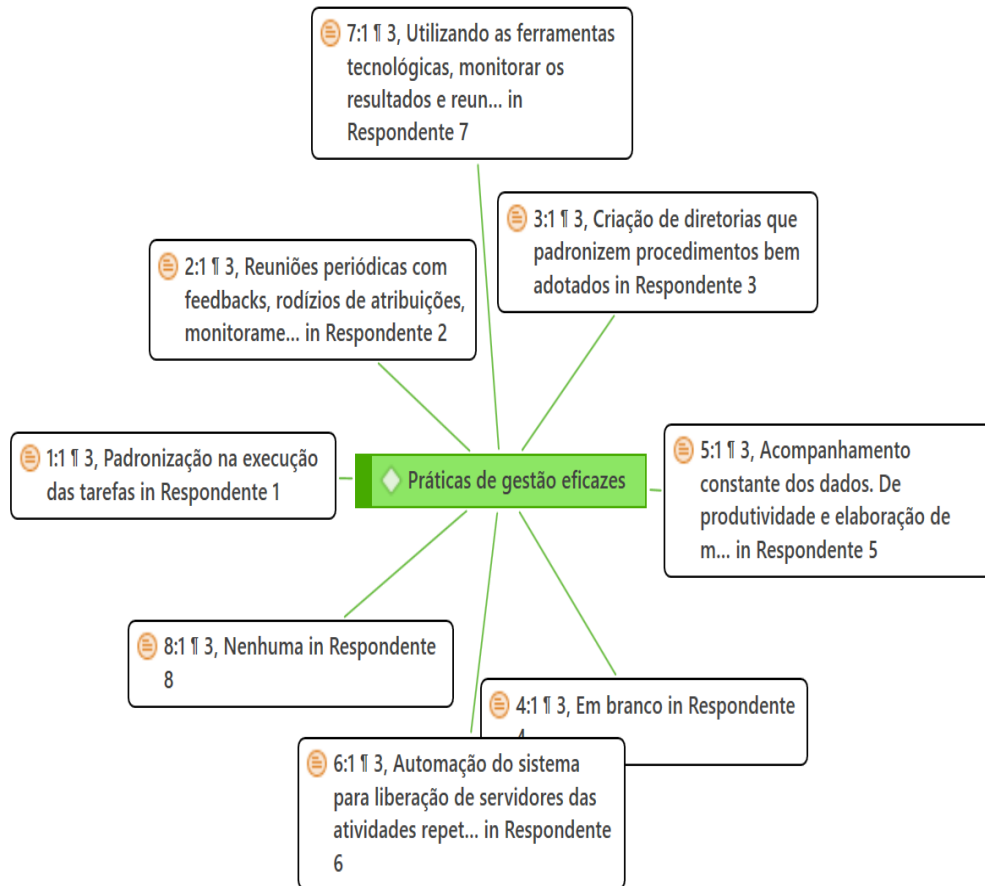 7:1 ¶ 3, Utilizando as ferramentas
tecnológicas, monitorar os
resultados e reun... in
Respondente 7
3:1 ¶ 3, Criação de diretorias que
padronizem procedimentos bem
adotados in Respondente 3
2:1 ¶ 3, Reuniões periódicas com
feedbacks, rodízios de atribuições,
monitorame... in Respondente 2
1:1 ¶ 3, Padronização na execução
das tarefas in Respondente 1
Práticas de gestão eficazes
5:1 ¶ 3, Acompanhamento
constante dos dados. De
produtividade e elaboração de
m... in Respondente 5
8:1 ¶ 3, Nenhuma in Respondente
8
4:1 ¶ 3, Em branco in Respondente
6:1 ¶ 3, Automação do sistema
para liberação de servidores das
atividades repet... in Respondente
6